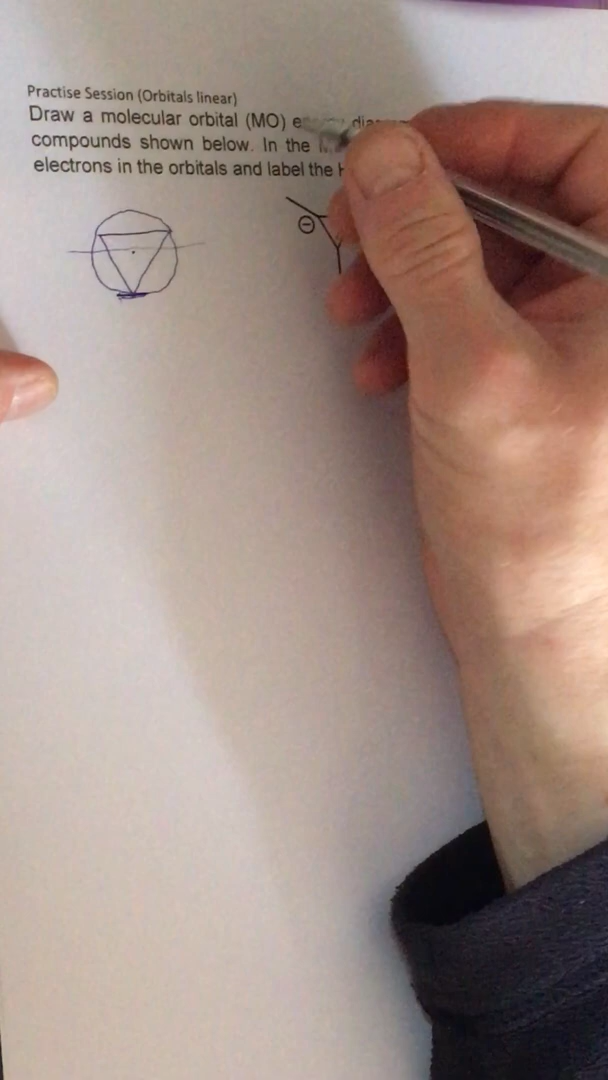 Practise Session (Orbitals linear)
Draw a molecular orbital (MO)
compounds shown below. In the
electrons in the orbitals and label the